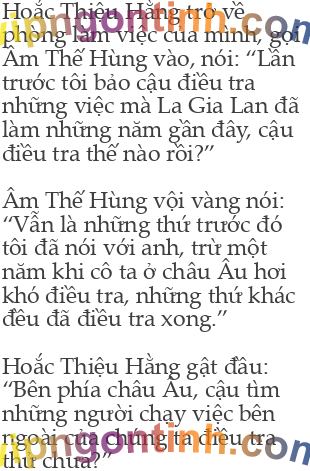 Hoắc Thiệu Hằng trở về
phòng làm việc của mình, gọi
Âm Thế Hùng vào, nói: “Lần
trước tôi bảo cậu điều tra
những việc mà La Gia Lan đã
làm những năm gần đây, cậu
điều tra thế nào rồi?”
Âm Thế Hùng vội vàng nói:
“Vẫn là những thứ trước đó
tôi đã nói với anh, trừ một
năm khi cô ta ở châu Âu hơi
khó điều tra, những thứ khác
đều đã điều tra xong.”
Hoắc Thiệu Hằng gật đầu:
“Bên phía châu Âu, cậu tìm
những người chạy việc bên
ngoài của chúng ta điều tra
thử chưa?”
vipngontinh.com
vipngontinh.com